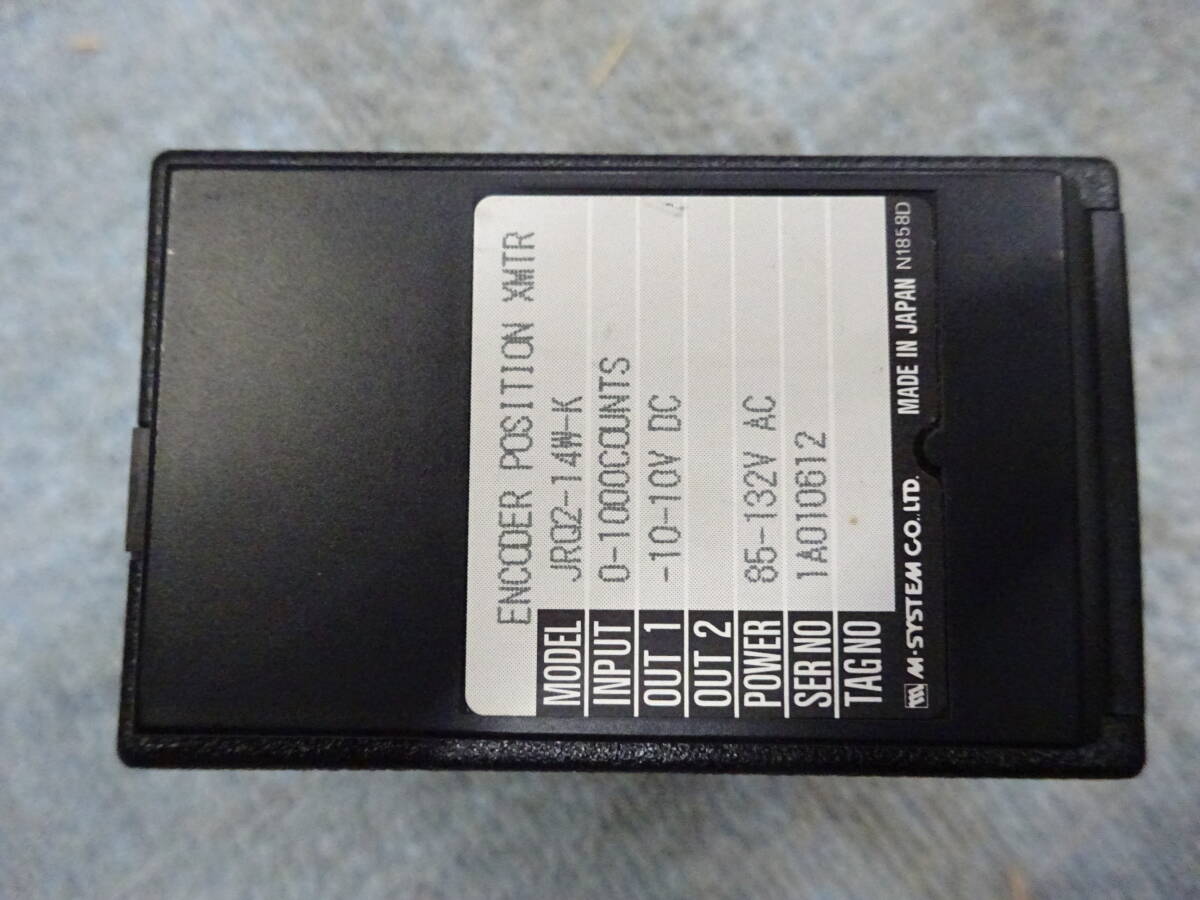 ENCODER POSITION XMTR
MODEL JRQ2-14W-K
INPUT 0-1000COUNTS
OUT 1 -10-10V DC
OUT 2
POWER 85-132V AC
SER NO 1A010612
TAG NO
M-SYSTEM CO.,LTD. MADE IN JAPAN N1858D